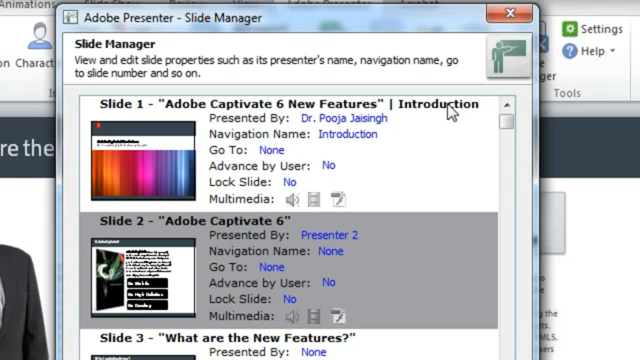 Animations
Adobe Presenter - Slide Manager
Settings
Help
Charact
ager
Tools
Slide Manager
View and edit slide properties such as its presenter's name, navigation name, go
to slide number and so on.
Slide 1 - "Adobe Captivate 6 New Features" | Introduction
Presented By: Dr. Pooja Jaisingh
Navigation Name: Introduction
Go To: None
Advance by User: No
Lock Slide: No
Multimedia:
re the
Slide 2 - "Adobe Captivate 6"
Presented By: Presenter 2
Navigation Name: None
Go To: None
Advance by User: No
Lock Slide: No
Multimedia:
Slide 3 - "What are the New Features?"
Presented By: None